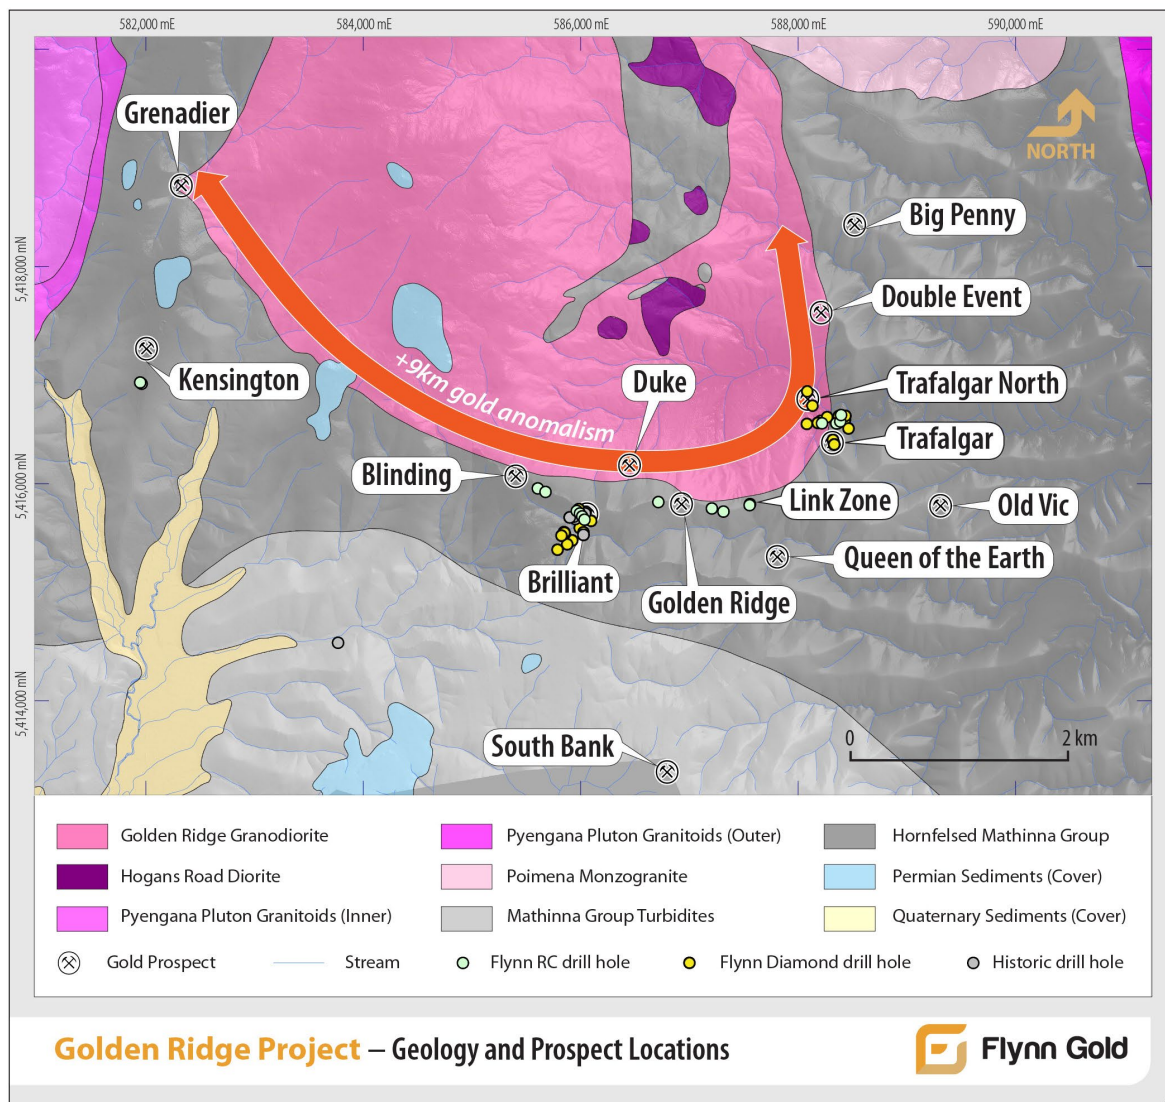 582,000 mE
584,000 mE
586,000 mE
588,000 mE
590,000 mE
5,418,000 mN
5,416,000 mN
5,414,000 mN
Grenadier
NORTH
Big Penny
Double Event
Kensington
+9km gold anomalism
Duke
Trafalgar North
Trafalgar
Blinding
Link Zone
Old Vic
Queen of the Earth
Brilliant
Golden Ridge
South Bank
0 2 km
Golden Ridge Granodiorite
Pyengana Pluton Granitoids (Outer)
Hornfelsed Mathinna Group
Hogans Road Diorite
Poimena Monzogranite
Permian Sediments (Cover)
Pyengana Pluton Granitoids (Inner)
Mathinna Group Turbidites
Quaternary Sediments (Cover)
Gold Prospect
Stream
Flynn RC drill hole
Flynn Diamond drill hole
Historic drill hole
Golden Ridge Project – Geology and Prospect Locations
Flynn Gold